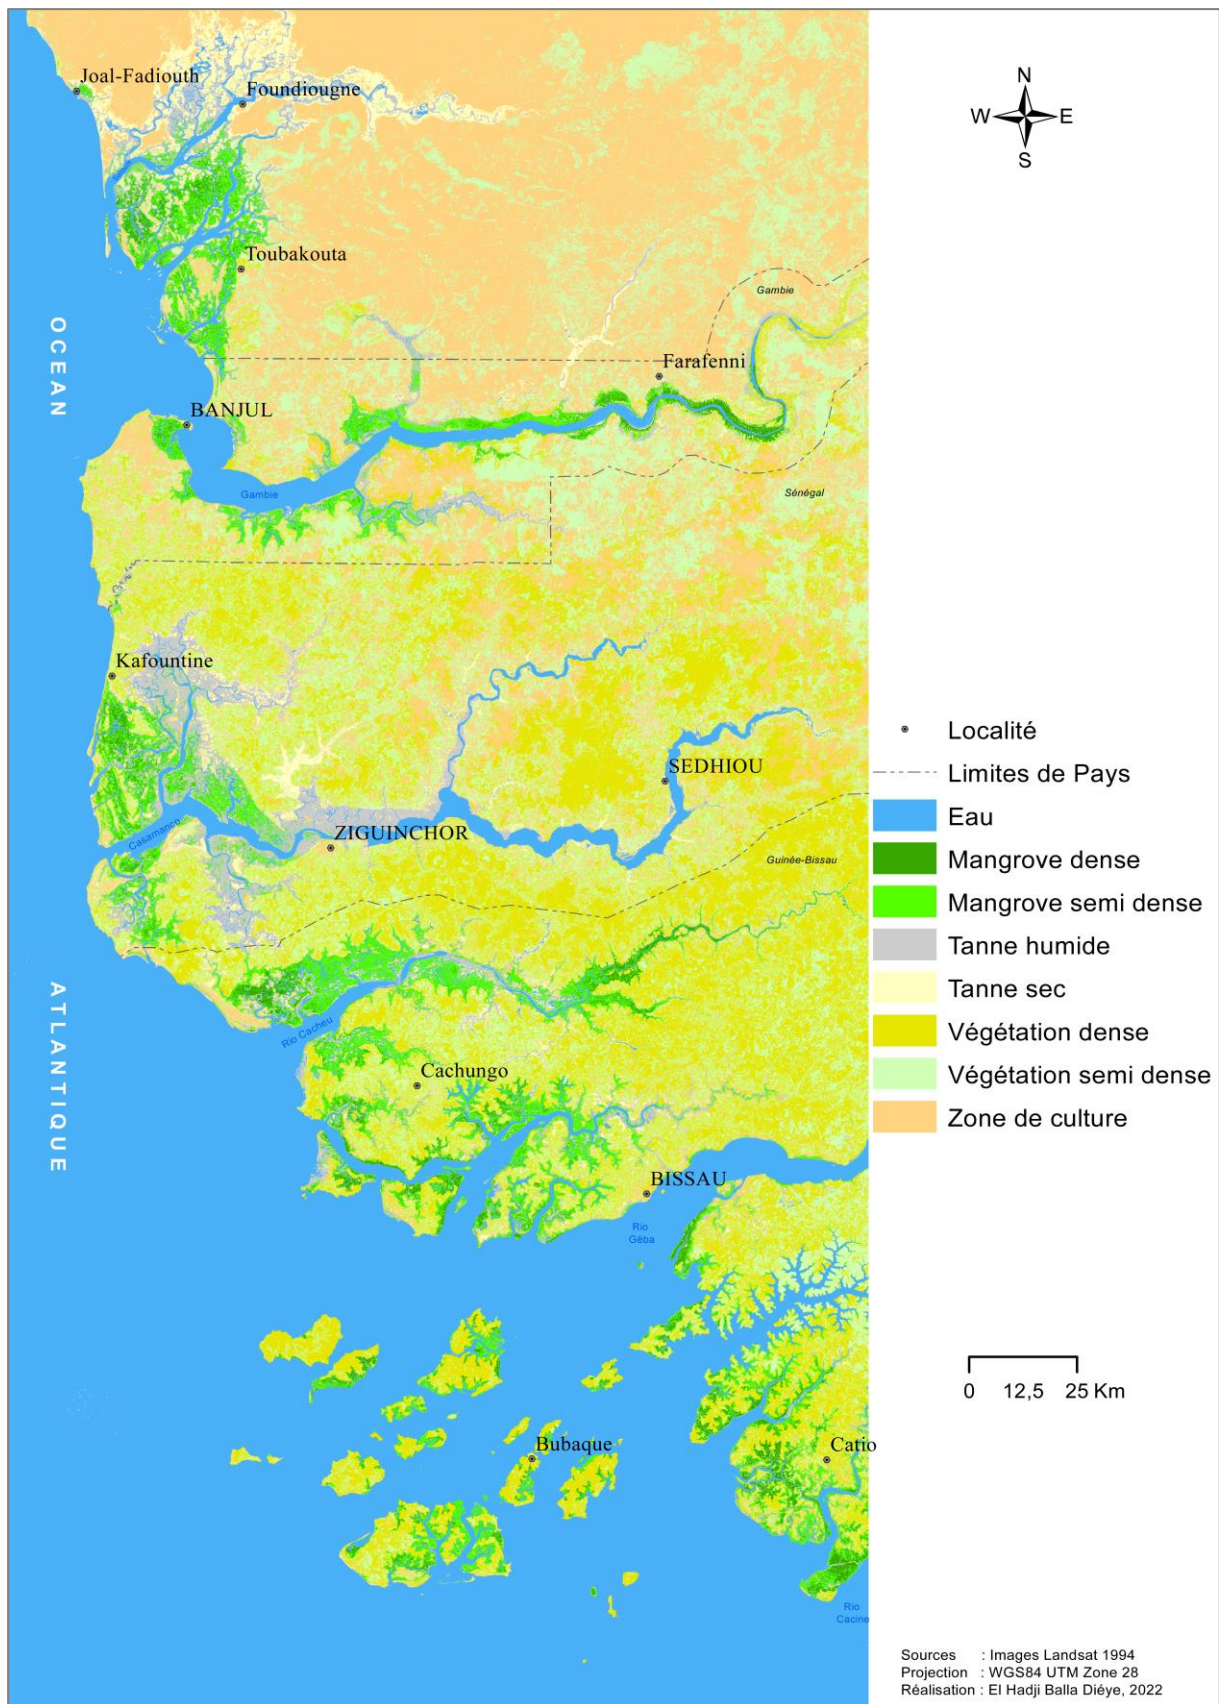 Joal-Fadiouth
Foundiougne
Toubakouta
OCEAN
Gambie
Farafenni
BANJUL
Gambie
Sénégal
Kafountine
SEDHIOU
Casamance
ZIGUINCHOR
Guinée-Bissau
ATLANTIQUE
Rio Cacheu
Cachungo
BISSAU
Rio
Gêba
Bubaque
Catio
Rio
Cacine
N
W E
S
Localité
Limites de Pays
Eau
Mangrove dense
Mangrove semi dense
Tanne humide
Tanne sec
Végétation dense
Végétation semi dense
Zone de culture
0 12,5 25 Km
Sources : Images Landsat 1994
Projection : WGS84 UTM Zone 28
Réalisation : El Hadji Balla Diéye, 2022